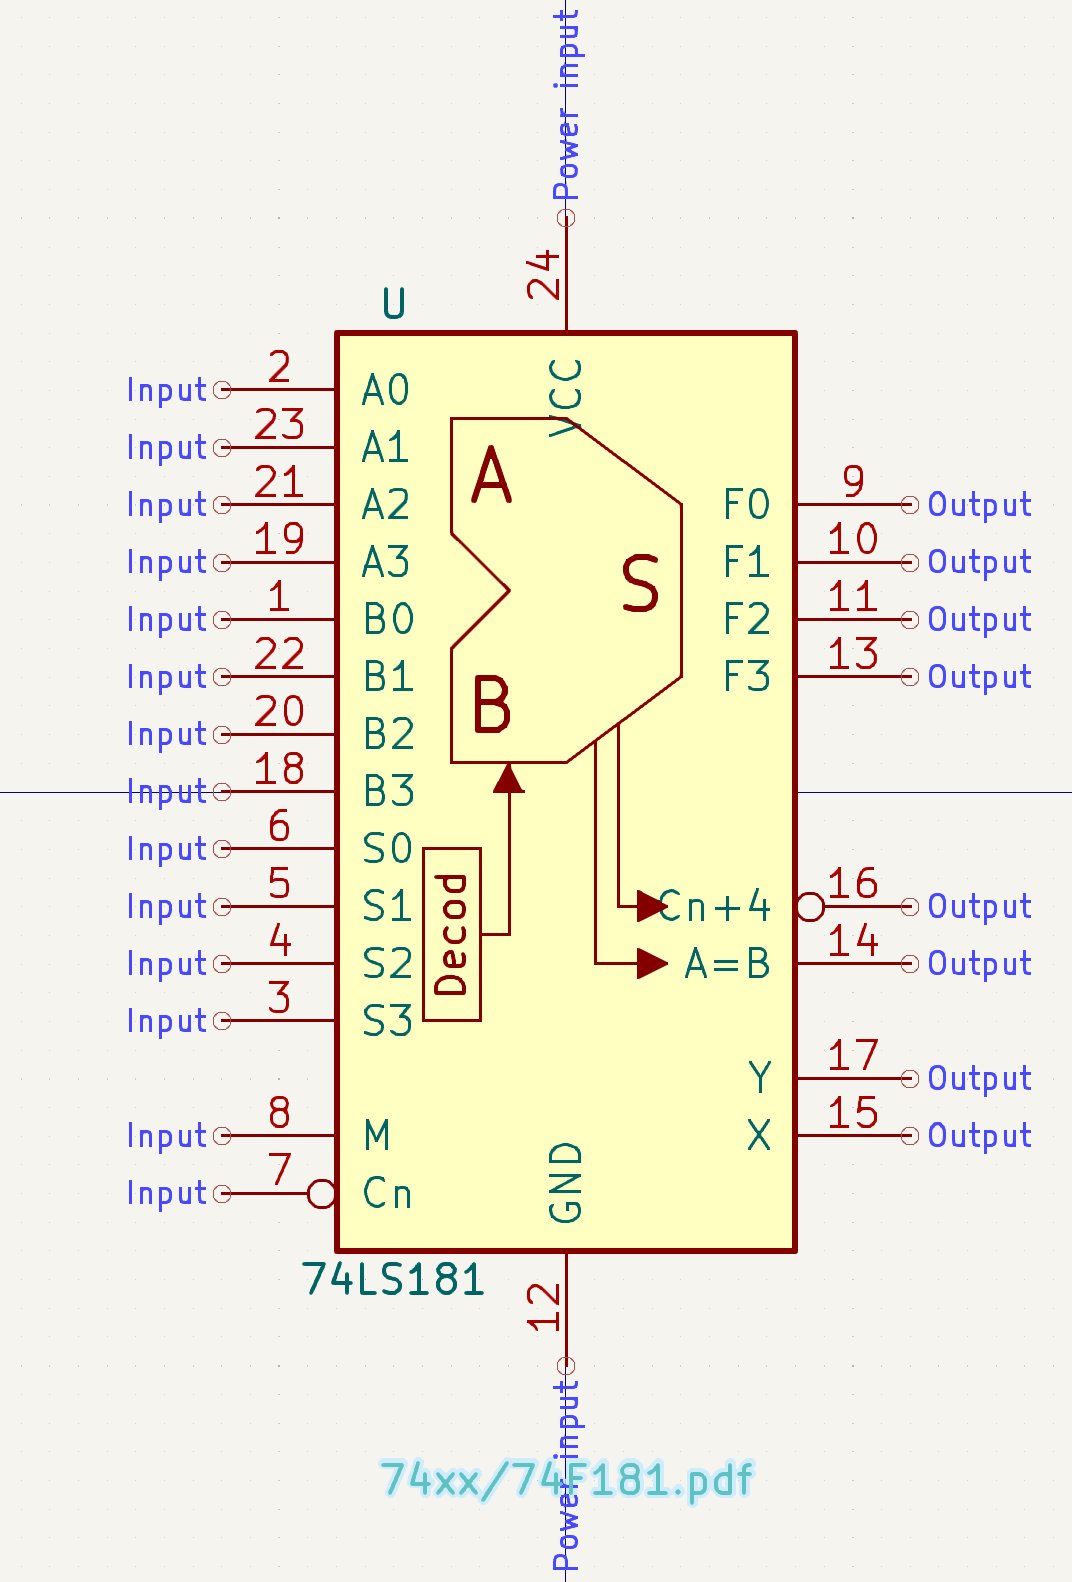 Power input
24
U
VCC
Input 2 A0
Input 23 A1
A
Input 21 A2
F0 9 Output
Input 19 A3
F1 10 Output
S
Input 1 B0
F2 11 Output
Input 22 B1
F3 13 Output
B
Input 20 B2
Input 18 B3
Input 6 S0
Input 5 S1
Cn+4 16 Output
Decod
Input 4 S2
A=B 14 Output
Input 3 S3
Y 17 Output
Input 8 M
X 15 Output
Input 7 Cn
GND
74LS181
12
Power input
74xx/74F181.pdf